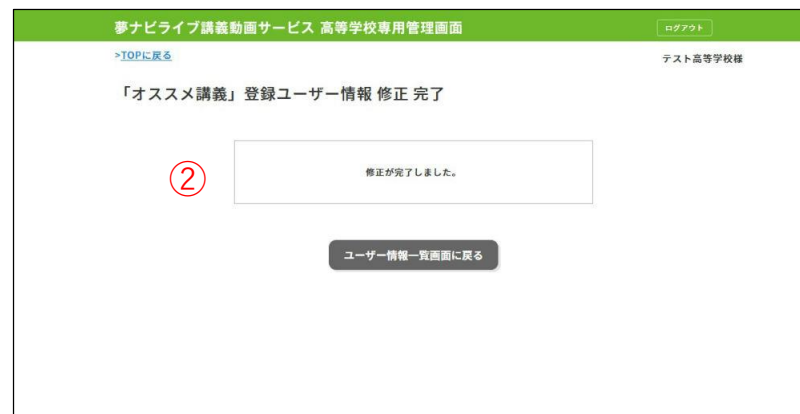 夢ナビライブ講義動画サービス 高等学校専用管理画面
ログアウト
>TOPに戻る
テスト高等学校様
「オススメ講義」登録ユーザー情報 修正 完了
②
修正が完了しました。
ユーザー情報一覧画面に戻る